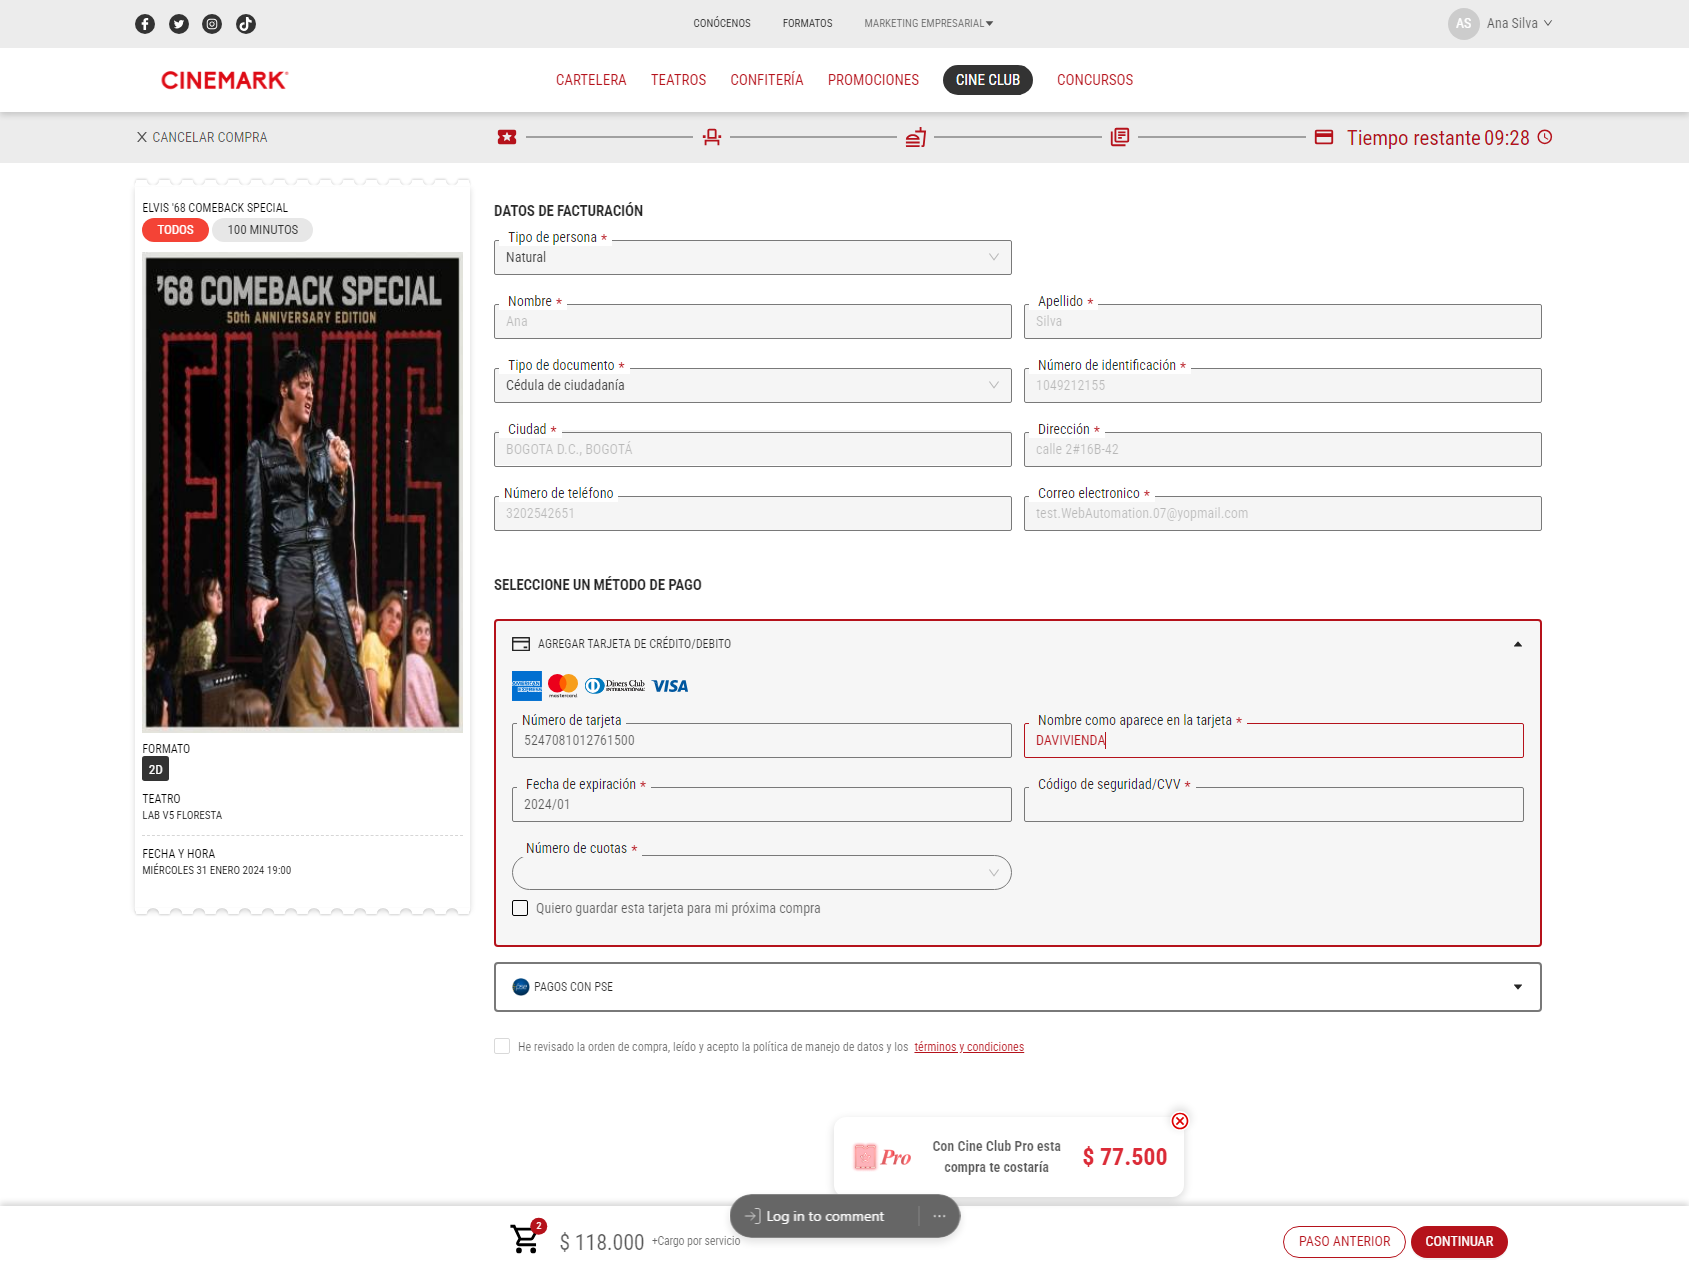 CONÓCENOS
FORMATOS
MARKETING EMPRESARIAL
AS
Ana Silva
CINEMARK
CARTELERA
TEATROS
CONFITERÍA
PROMOCIONES
CINE CLUB
CONCURSOS
CANCELAR COMPRA
Tiempo restante 09:28
ELVIS '68 COMEBACK SPECIAL
TODOS
100 MINUTOS
'68 COMEBACK SPECIAL
50th ANNIVERSARY EDITION
ELVIS
FORMATO
2D
TEATRO
LAB V5 FLORESTA
FECHA Y HORA
MIÉRCOLES 31 ENERO 2024 19:00
DATOS DE FACTURACIÓN
Tipo de persona *
Natural
Nombre *
Ana
Apellido *
Silva
Tipo de documento *
Cédula de ciudadanía
Número de identificación *
1049212155
Ciudad *
BOGOTA D.C., BOGOTÁ
Dirección *
calle 2#16B-42
Número de teléfono
3202542651
Correo electronico *
test.WebAutomation.07@yopmail.com
SELECCIONE UN MÉTODO DE PAGO
AGREGAR TARJETA DE CRÉDITO/DEBITO
AMERICAN EXPRESS
mastercard
Diners Club INTERNATIONAL
VISA
Número de tarjeta
5247081012761500
Nombre como aparece en la tarjeta *
DAVIVIENDA
Fecha de expiración *
2024/01
Código de seguridad/CVV *
Número de cuotas *
Quiero guardar esta tarjeta para mi próxima compra
pse
PAGOS CON PSE
He revisado la orden de compra, leído y acepto la política de manejo de datos y los términos y condiciones
Pro
Con Cine Club Pro esta
compra te costaría
$ 77.500
Log in to comment
2
$ 118.000
+Cargo por servicio
PASO ANTERIOR
CONTINUAR